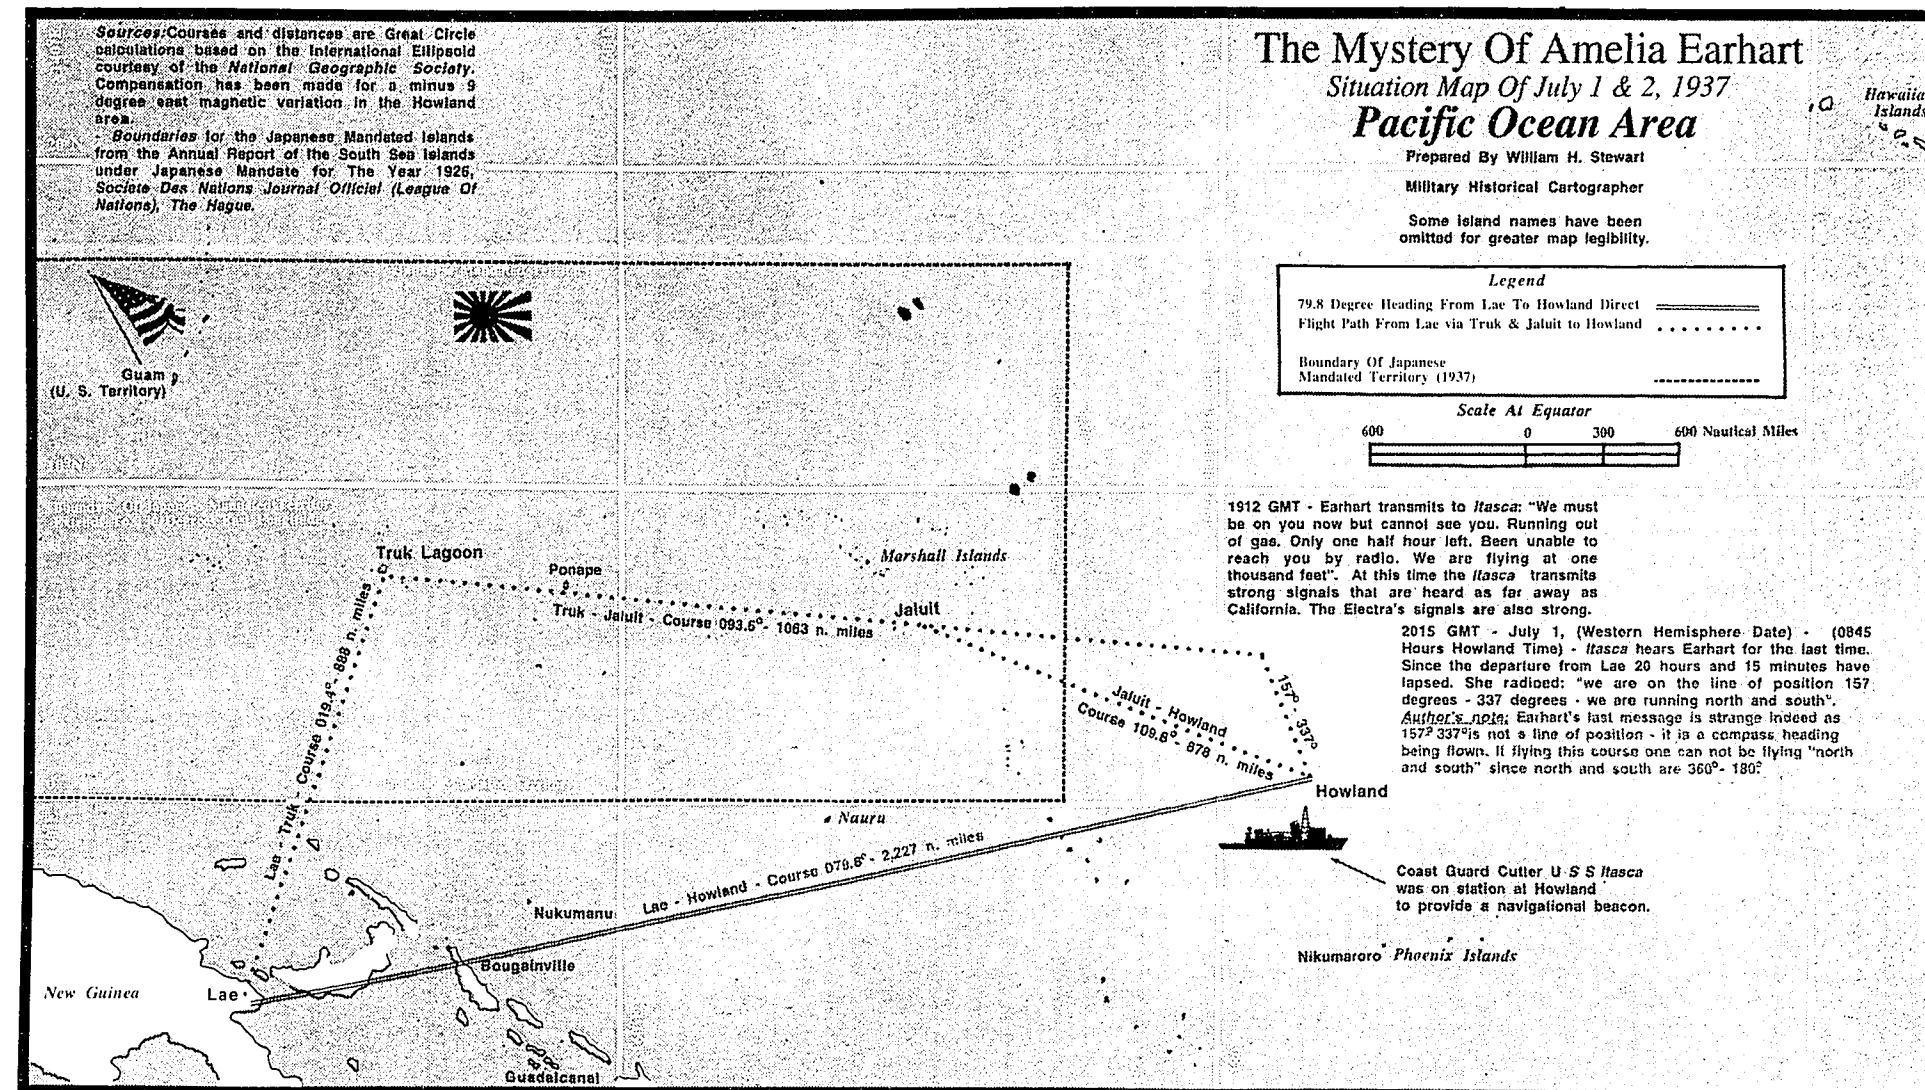 Sources:Courses and distances are Great Circle
calculations based on the International Ellipsold
courtesy of the National Geographic Society.
Compensation has been made for a minus 9
degree east magnetic variation in the Howland
area.
- Boundaries for the Japanese Mandated Islands
from the Annual Report of the South Sea Islands
under Japanese Mandate for The Year 1926,
Societe Des Nations Journal Officiel (League Of
Nations), The Hague.
The Mystery Of Amelia Earhart
Situation Map Of July 1 & 2, 1937
Pacific Ocean Area
Prepared By William H. Stewart
Military Historical Cartographer
Some island names have been
omitted for greater map legibility.
Hawaiia
Islands
Legend
79.8 Degree Heading From Lae To Howland Direct
Flight Path From Lae via Truk & Jaluit to Howland
Boundary Of Japanese
Mandated Territory (1937)
Scale At Equator
600 0 300 600 Nautical Miles
Guam
(U. S. Territory)
1912 GMT - Earhart transmits to Itasca: "We must
be on you now but cannot see you. Running out
of gas. Only one half hour left. Been unable to
reach you by radio. We are flying at one
thousand feet". At this time the Itasca transmits
strong signals that are heard as far away as
California. The Electra's signals are also strong.
2015 GMT - July 1, (Western Hemisphere Date) - (0845
Hours Howland Time) - Itasca hears Earhart for the last time.
Since the departure from Lae 20 hours and 15 minutes have
lapsed. She radioed: "we are on the line of position 157
degrees - 337 degrees - we are running north and south".
Author's note: Earhart's last message is strange indeed as
157° 337° is not a line of position - it is a compass heading
being flown. If flying this course one can not be flying "north
and south" since north and south are 360° - 180°.
Truk Lagoon
Ponape
Marshall Islands
Jaluit
Truk - Jaluit - Course 093.6° - 1063 n. miles
Lae - Truk - Course 019.4° - 888 n. miles
157° - 337°
Jaluit - Howland
Course 109.8° - 878 n. miles
Howland
Nauru
Lae - Howland - Course 079.8° - 2,227 n. miles
Coast Guard Cutter U S S Itasca
was on station at Howland
to provide a navigational beacon.
Nukumanu
Nikumaroro Phoenix Islands
Bougainville
New Guinea
Lae
Guadalcanal